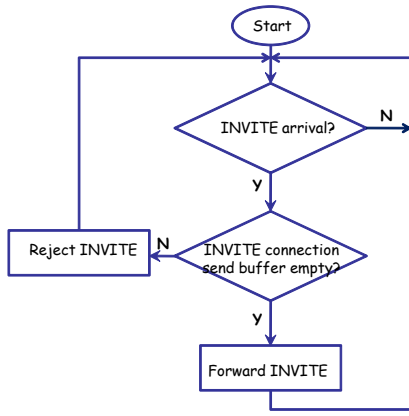 Start
INVITE arrival?
N
Y
INVITE connection
send buffer empty?
N
Reject INVITE
Y
Forward INVITE